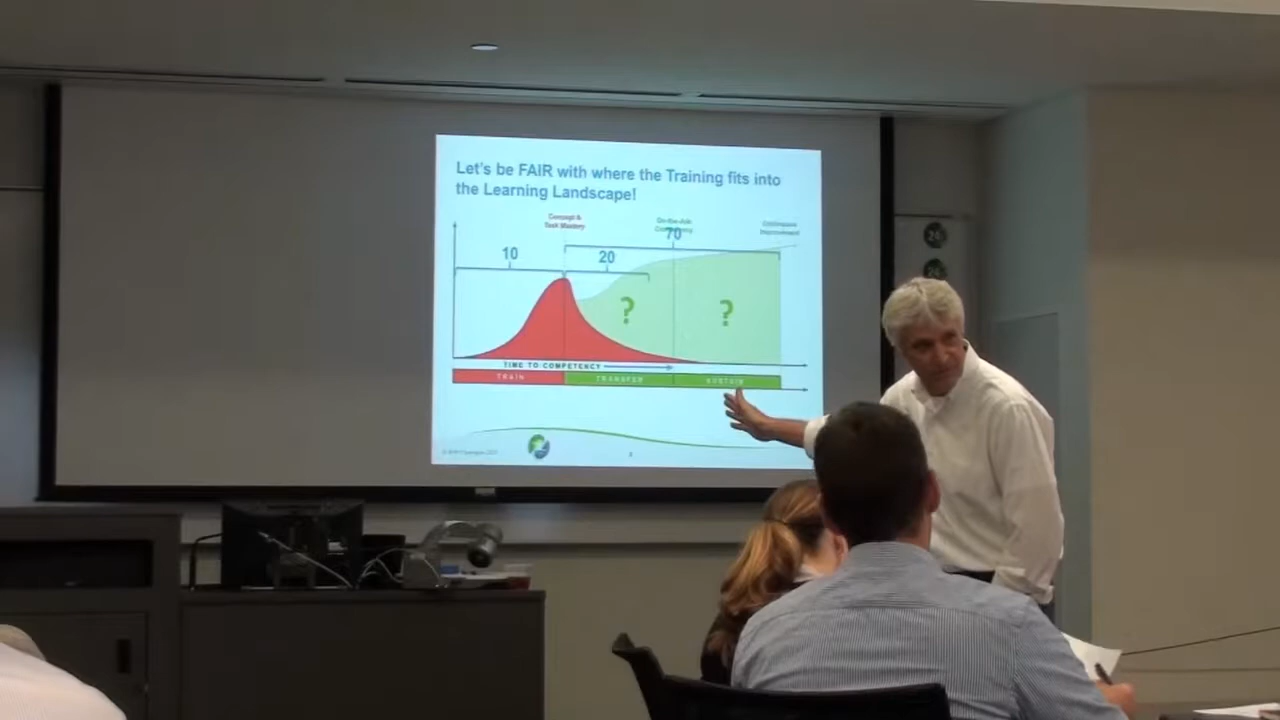 Let's be FAIR with where the Training fits into
the Learning Landscape!
Concept &
Task Mastery
On-the-Job
70
Continuous
Improvement
10
20
?
?
TIME TO COMPETENCY
TRAIN
TRANSFER
SUSTAIN